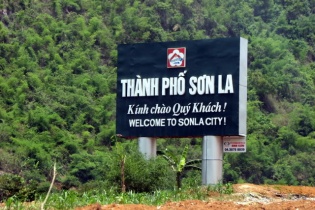 THÀNH PHỐ SƠN LA
Kính chào Quý Khách!
WELCOME TO SONLA CITY!